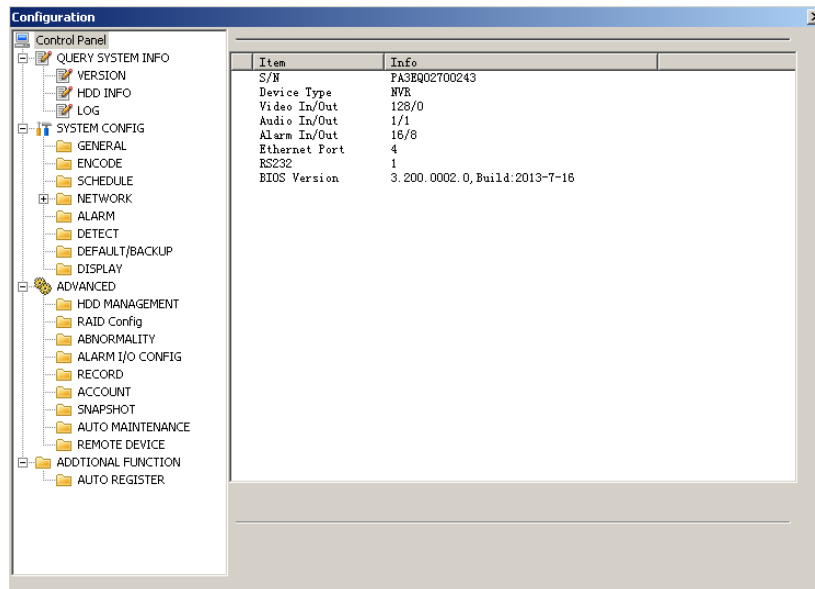 Configuration
Control Panel
QUERY SYSTEM INFO
VERSION
HDD INFO
LOG
SYSTEM CONFIG
GENERAL
ENCODE
SCHEDULE
NETWORK
ALARM
DETECT
DEFAULT/BACKUP
DISPLAY
ADVANCED
HDD MANAGEMENT
RAID Config
ABNORMALITY
ALARM I/O CONFIG
RECORD
ACCOUNT
SNAPSHOT
AUTO MAINTENANCE
REMOTE DEVICE
ADDTIONAL FUNCTION
AUTO REGISTER
Item Info
S/N PA3EQ02700243
Device Type NVR
Video In/Out 128/0
Audio In/Out 1/1
Alarm In/Out 16/8
Ethernet Port 4
RS232 1
BIOS Version 3.200.0002.0, Build:2013-7-16